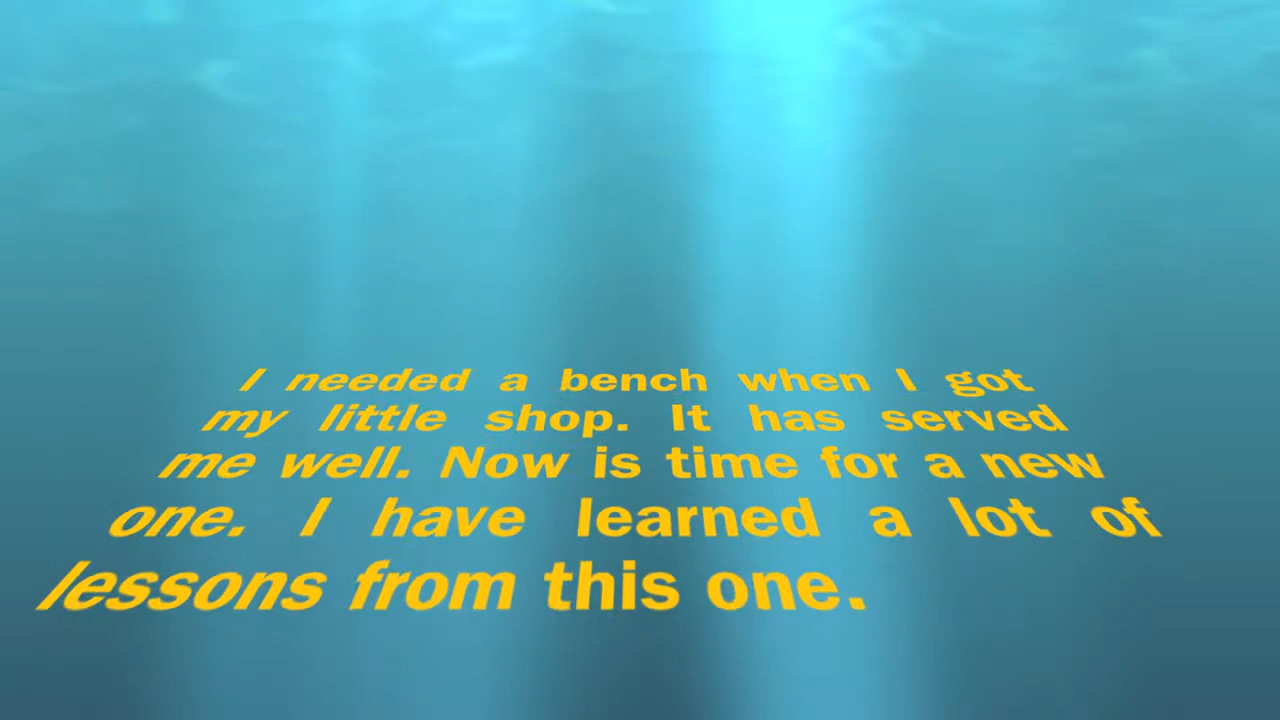 I needed a bench when I got
my little shop. It has served
me well. Now is time for a new
one. I have learned a lot of
lessons from this one.